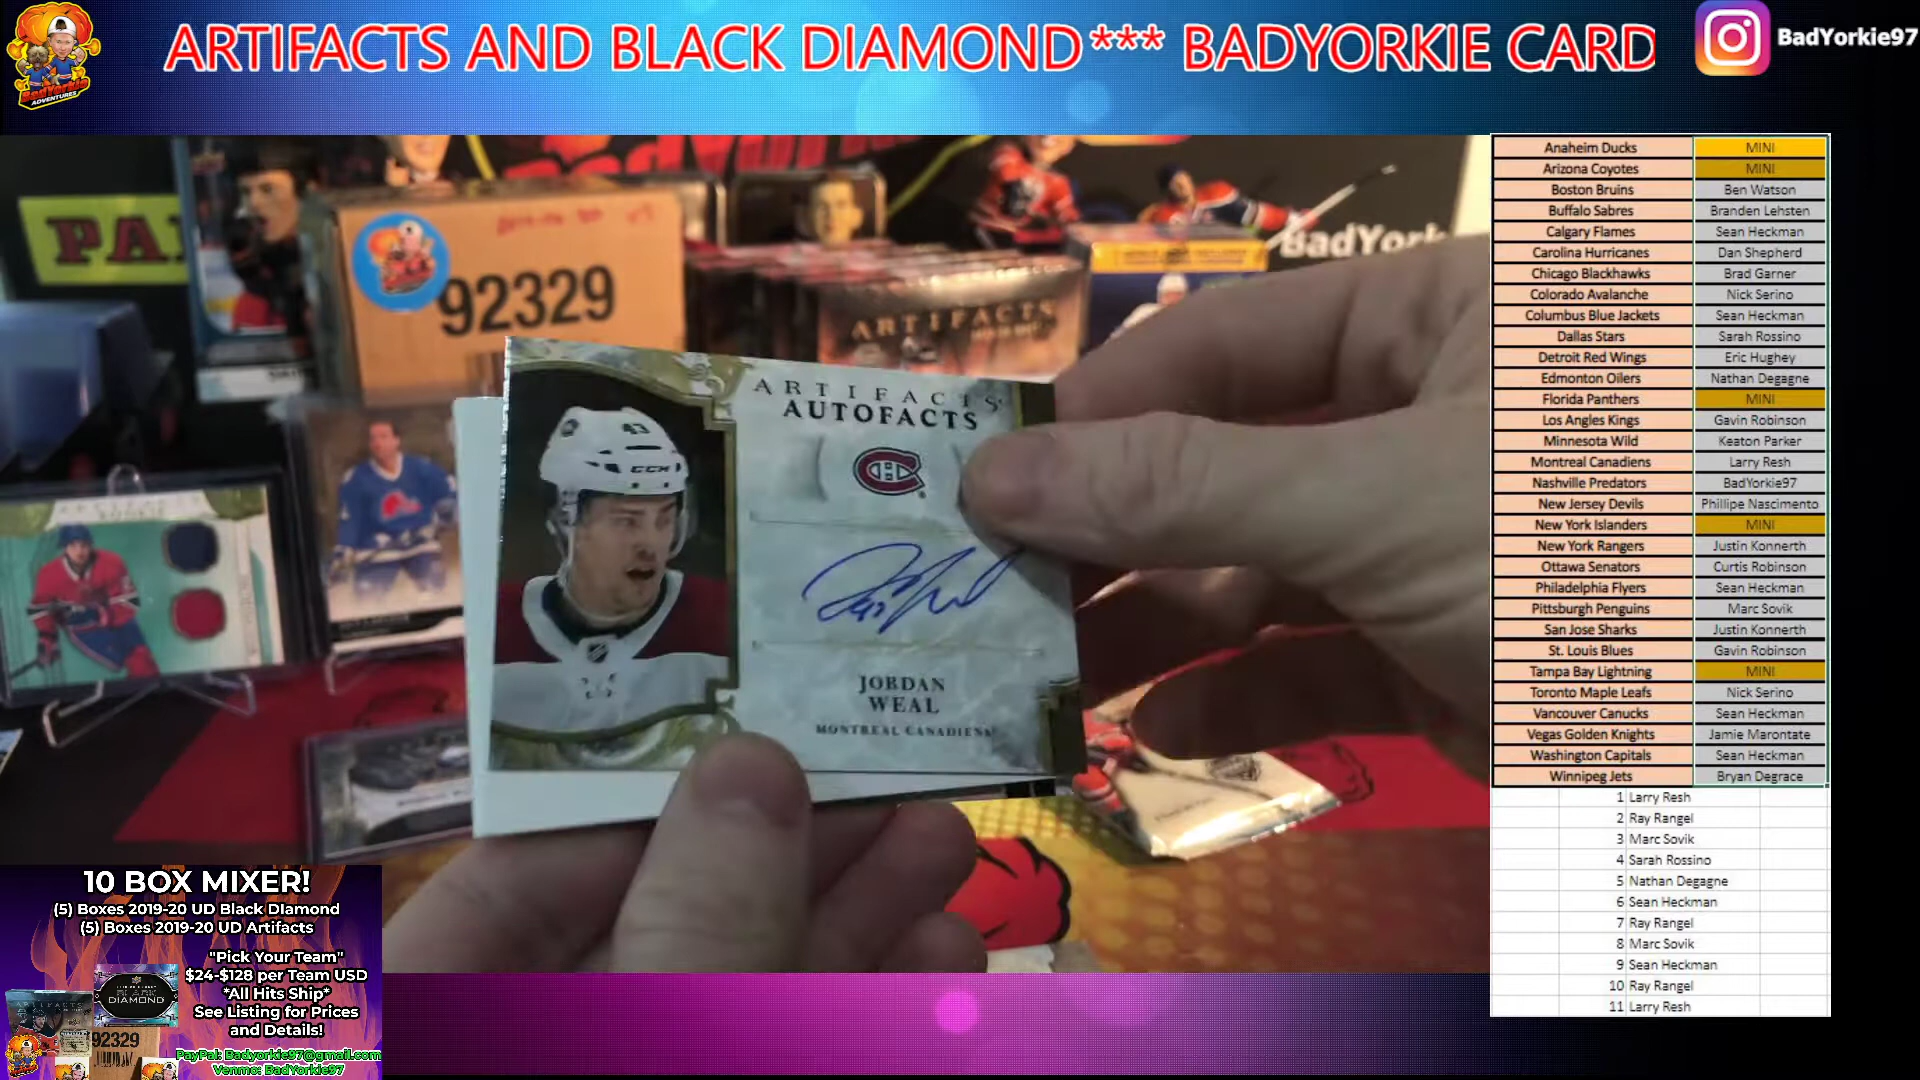 ARTIFACTS AND BLACK DIAMOND*** BADYORKIE CARD
BadYorkie97
BadYorkie
ADVENTURES
PA
92329
BadYork
ARTIFACTS
ARTIFACTS
AUTOFACTS
43
CCM
JORDAN
WEAL
MONTREAL CANADIENS
Anaheim Ducks MINI
Arizona Coyotes MINI
Boston Bruins Ben Watson
Buffalo Sabres Branden Lehsten
Calgary Flames Sean Heckman
Carolina Hurricanes Dan Shepherd
Chicago Blackhawks Brad Garner
Colorado Avalanche Nick Serino
Columbus Blue Jackets Sean Heckman
Dallas Stars Sarah Rossino
Detroit Red Wings Eric Hughey
Edmonton Oilers Nathan Degagne
Florida Panthers MINI
Los Angles Kings Gavin Robinson
Minnesota Wild Keaton Parker
Montreal Canadiens Larry Resh
Nashville Predators BadYorkie97
New Jersey Devils Phillipe Nascimento
New York Islanders MINI
New York Rangers Justin Konnerth
Ottawa Senators Curtis Robinson
Philadelphia Flyers Sean Heckman
Pittsburgh Penguins Marc Sovik
San Jose Sharks Justin Konnerth
St. Louis Blues Gavin Robinson
Tampa Bay Lightning MINI
Toronto Maple Leafs Nick Serino
Vancouver Canucks Sean Heckman
Vegas Golden Knights Jamie Marontate
Washington Capitals Sean Heckman
Winnipeg Jets Bryan Degrace
1 Larry Resh
2 Ray Rangel
3 Marc Sovik
4 Sarah Rossino
5 Nathan Degagne
6 Sean Heckman
7 Ray Rangel
8 Marc Sovik
9 Sean Heckman
10 Ray Rangel
11 Larry Resh
10 BOX MIXER!
(5) Boxes 2019-20 UD Black DIamond
(5) Boxes 2019-20 UD Artifacts
"Pick Your Team"
$24-$128 per Team USD
*All Hits Ship*
See Listing for Prices
and Details!
BLACK
DIAMOND
92329
PayPal: Badyorkie97@gmail.com
Venmo: BadYorkie97